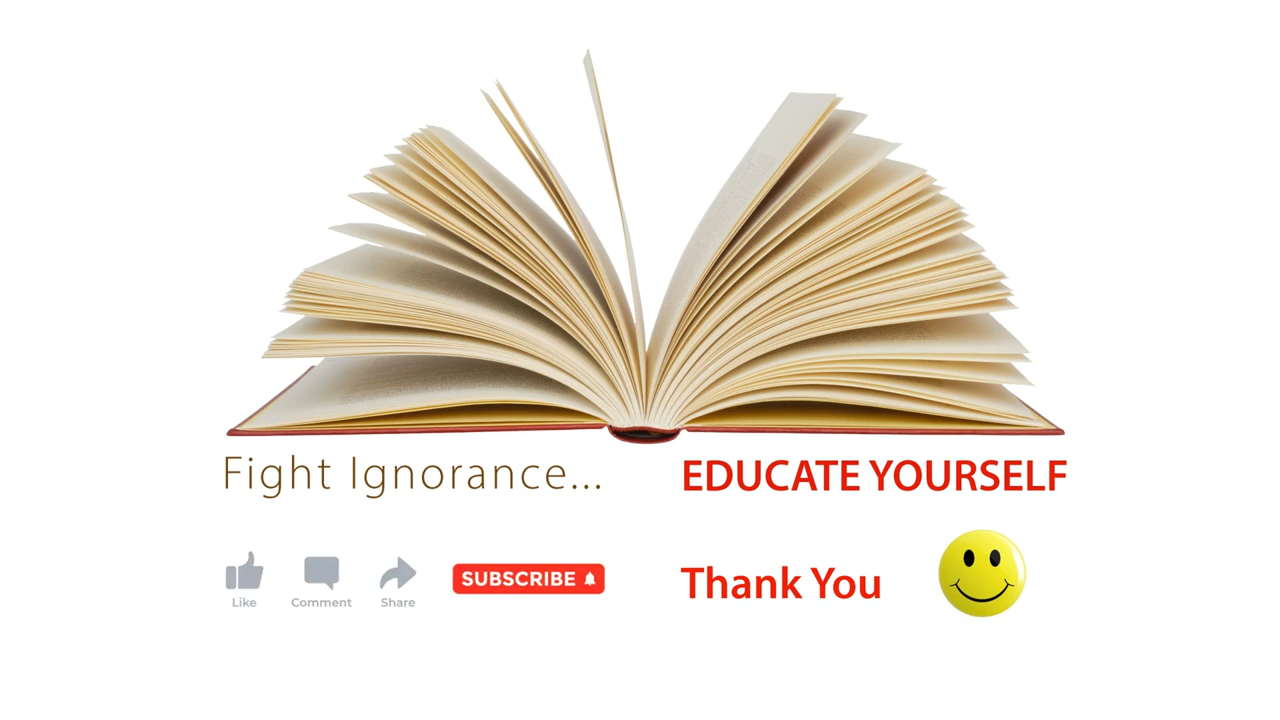 Fight Ignorance...
EDUCATE YOURSELF
Like
Comment
Share
SUBSCRIBE
Thank You